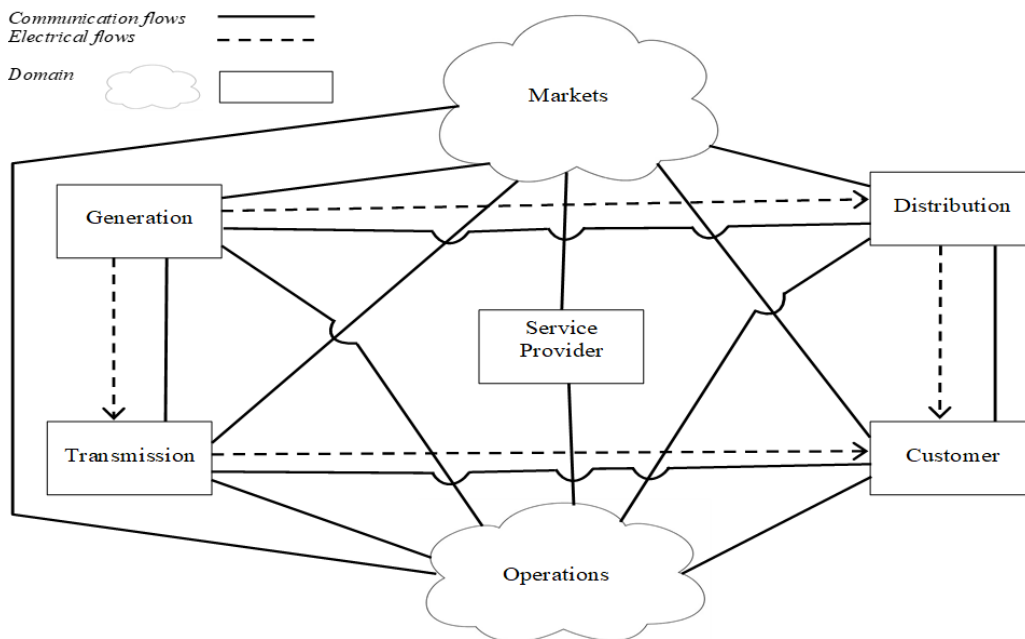 Communication flows
Electrical flows
Domain
Markets
Generation
Distribution
Service
Provider
Transmission
Customer
Operations